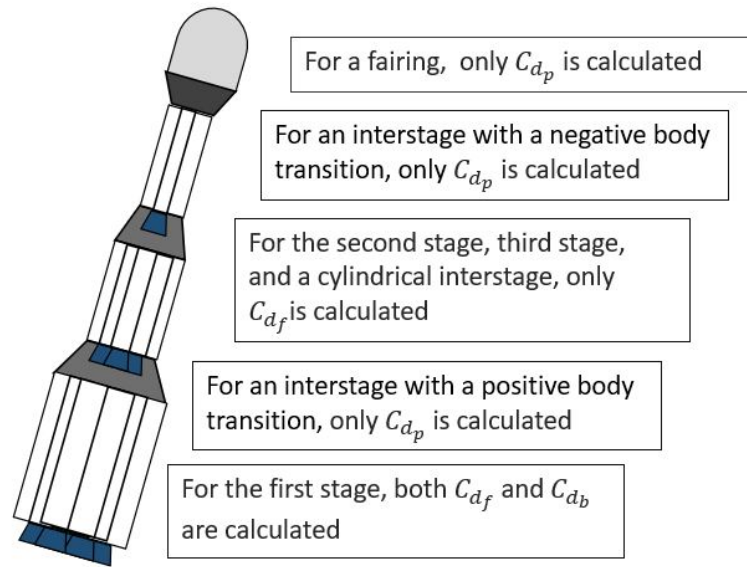 For a fairing, only C_{d_p} is calculated
For an interstage with a negative body
transition, only C_{d_p} is calculated
For the second stage, third stage,
and a cylindrical interstage, only
C_{d_f} is calculated
For an interstage with a positive body
transition, only C_{d_p} is calculated
For the first stage, both C_{d_f} and C_{d_b}
are calculated